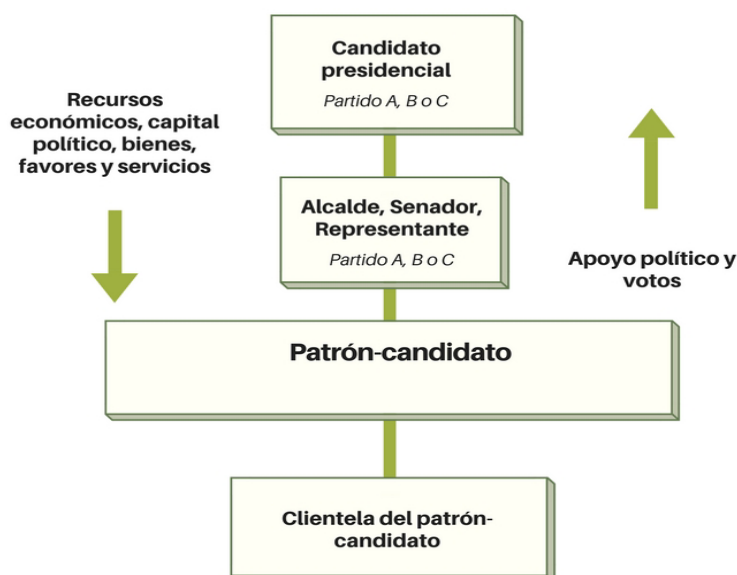 Candidato
presidencial
Partido A, B o C
Recursos
económicos, capital
político, bienes,
favores y servicios
Alcalde, Senador,
Representante
Partido A, B o C
Apoyo político y
votos
Patrón-candidato
Clientela del patrón-
candidato